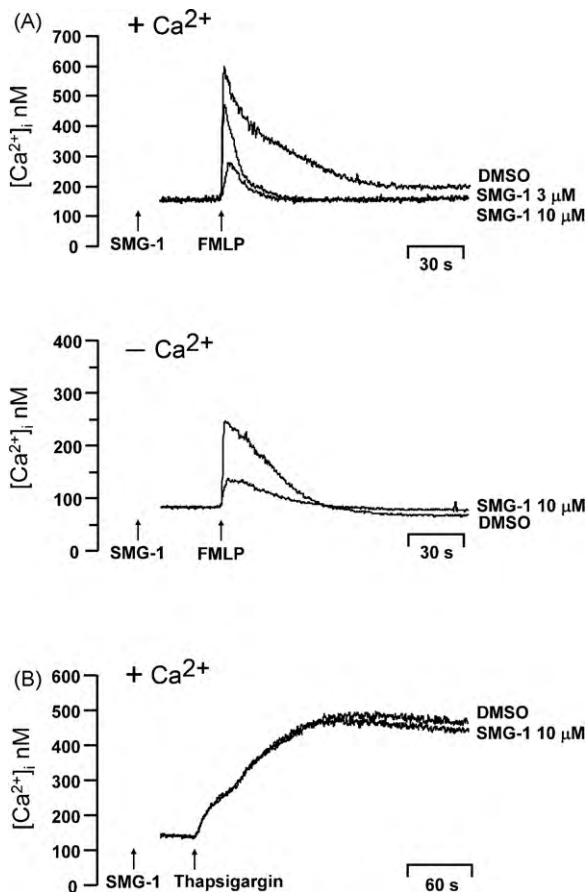 (A)
+ Ca2+
[Ca2+]i nM
700
600
500
400
300
200
100
0
SMG-1
FMLP
DMSO
SMG-1 3 μM
SMG-1 10 μM
30 s
− Ca2+
[Ca2+]i nM
400
300
200
100
0
SMG-1
FMLP
SMG-1 10 μM
DMSO
30 s
(B)
+ Ca2+
[Ca2+]i nM
600
500
400
300
200
100
0
SMG-1
Thapsigargin
DMSO
SMG-1 10 μM
60 s